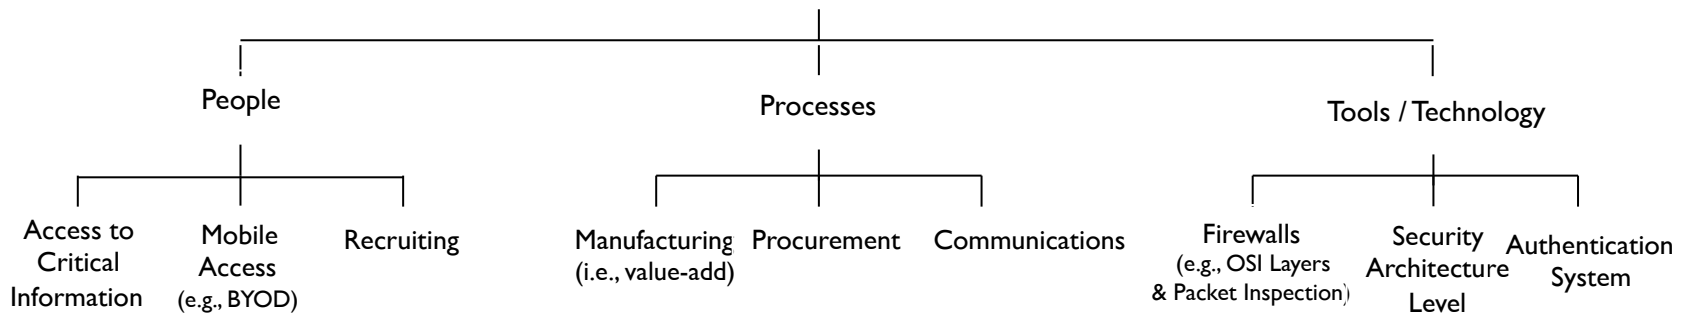 People
Processes
Tools / Technology
Access to
Critical
Information
Mobile
Access
(e.g., BYOD)
Recruiting
Manufacturing
(i.e., value-add)
Procurement
Communications
Firewalls
(e.g., OSI Layers
& Packet Inspection)
Security
Architecture
Level
Authentication
System